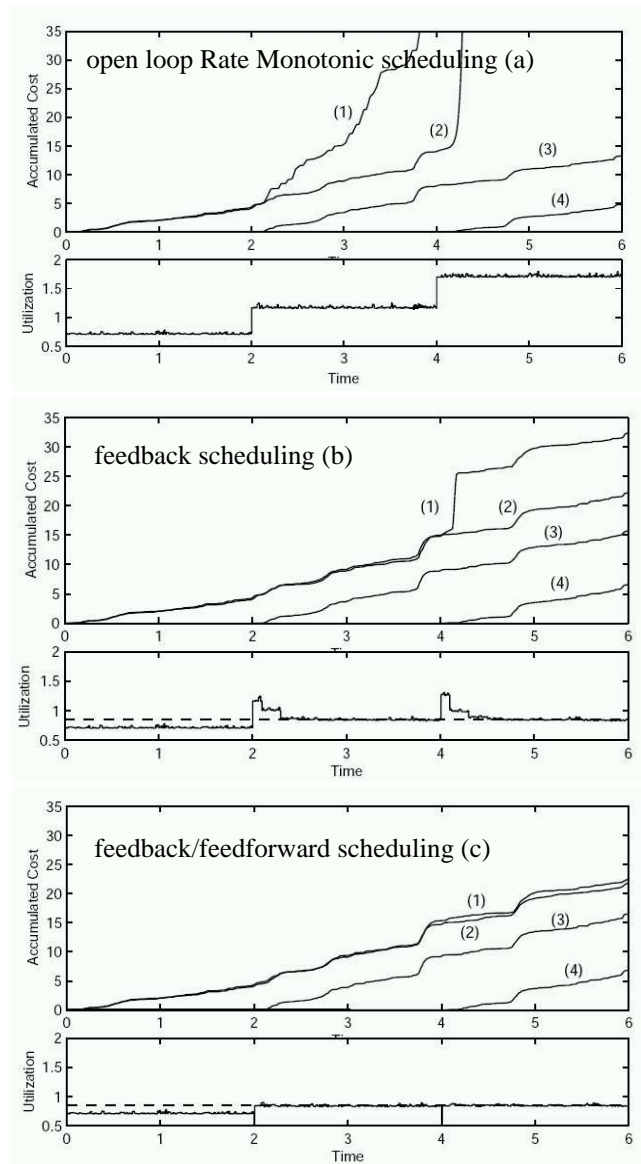 35
30
25
20
15
10
5
0
Accumulated Cost
open loop Rate Monotonic scheduling (a)
(1)
(2)
(3)
(4)
0 1 2 3 4 5 6
2
1.5
1
0.5
Utilization
0 1 2 3 4 5 6
Time
35
30
25
20
15
10
5
0
Accumulated Cost
feedback scheduling (b)
(1)
(2)
(3)
(4)
0 1 2 3 4 5 6
2
1.5
1
0.5
Utilization
0 1 2 3 4 5 6
Time
35
30
25
20
15
10
5
0
Accumulated Cost
feedback/feedforward scheduling (c)
(1)
(2)
(3)
(4)
0 1 2 3 4 5 6
2
1.5
1
0.5
Utilization
0 1 2 3 4 5 6
Time